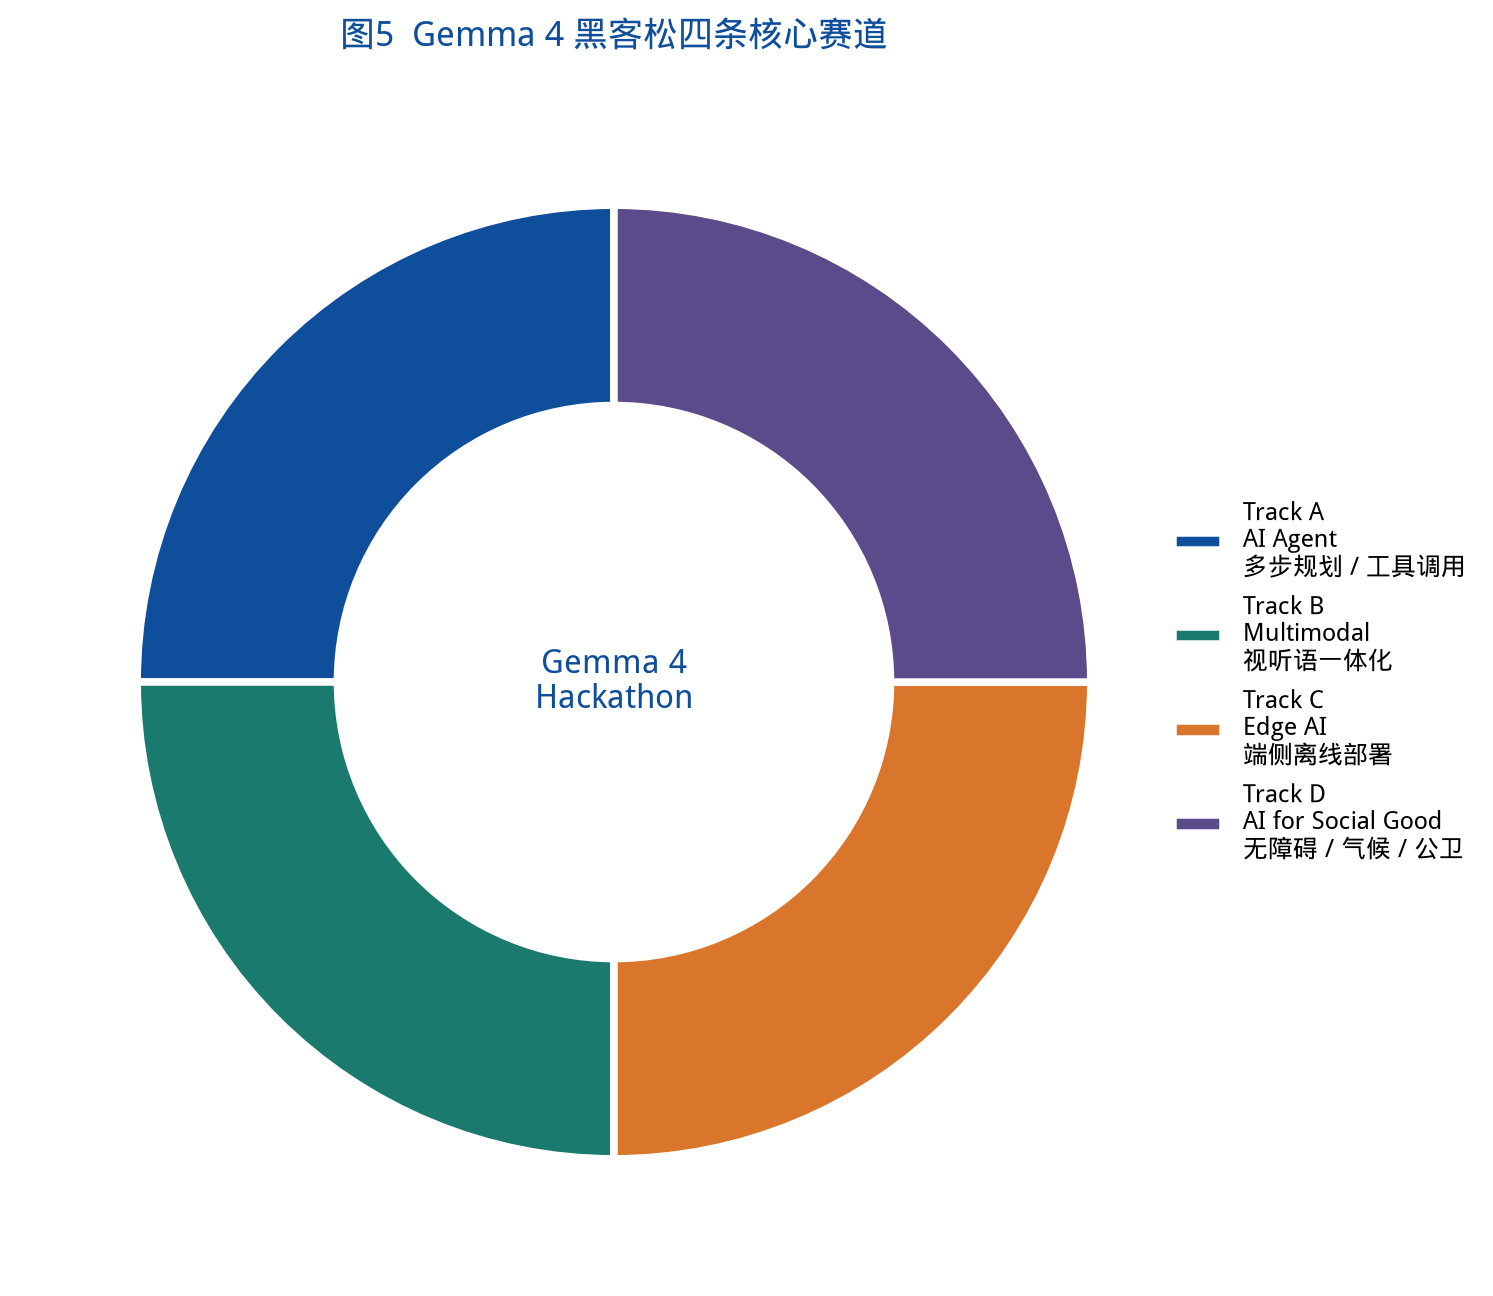 图5  Gemma 4 黑客松四条核心赛道
Gemma 4
Hackathon
Track A
AI Agent
多步规划 / 工具调用
Track B
Multimodal
视听语一体化
Track C
Edge AI
端侧离线部署
Track D
AI for Social Good
无障碍 / 气候 / 公卫